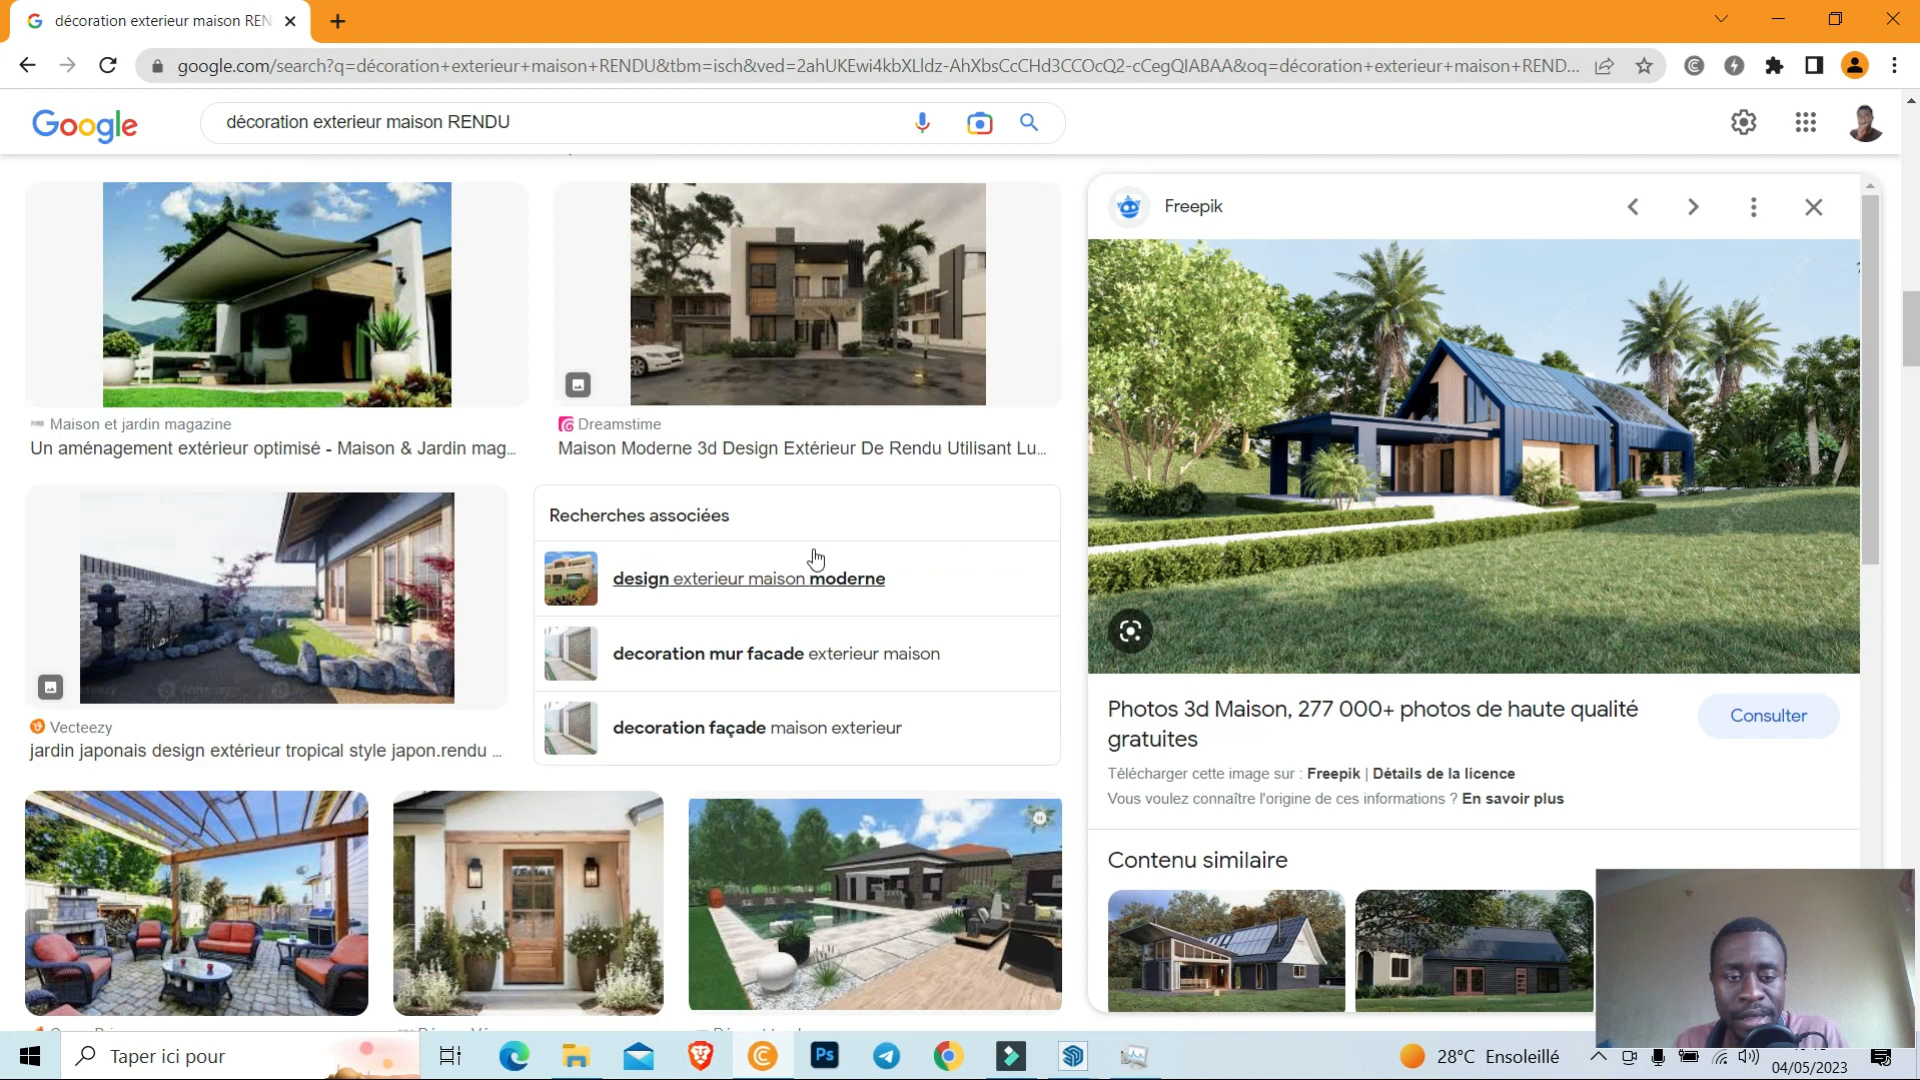 décoration extérieur maison REN
google.com/search?q=décoration+exterieur+maison+RENDU&tbm=isch&ved=2ahUKEwi4kbXLldz-AhXbsCcCHd3CCOcQ2-cCegQIABAA&oq=décoration+exterieur+maison+REND...
Google
décoration exterieur maison RENDU
Freepik
Maison et jardin magazine
Un aménagement extérieur optimisé - Maison & Jardin mag...
Dreamstime
Maison Moderne 3d Design Extérieur De Rendu Utilisant Lu...
Recherches associées
design exterieur maison moderne
decoration mur facade exterieur maison
decoration façade maison exterieur
Vecteezy
jardin japonais design extérieur tropical style japon.rendu ...
Photos 3d Maison, 277 000+ photos de haute qualité
gratuites
Consulter
Télécharger cette image sur : Freepik | Détails de la licence
Vous voulez connaître l'origine de ces informations ? En savoir plus
Contenu similaire
Taper ici pour
Ps
28°C Ensoleillé
04/05/2023